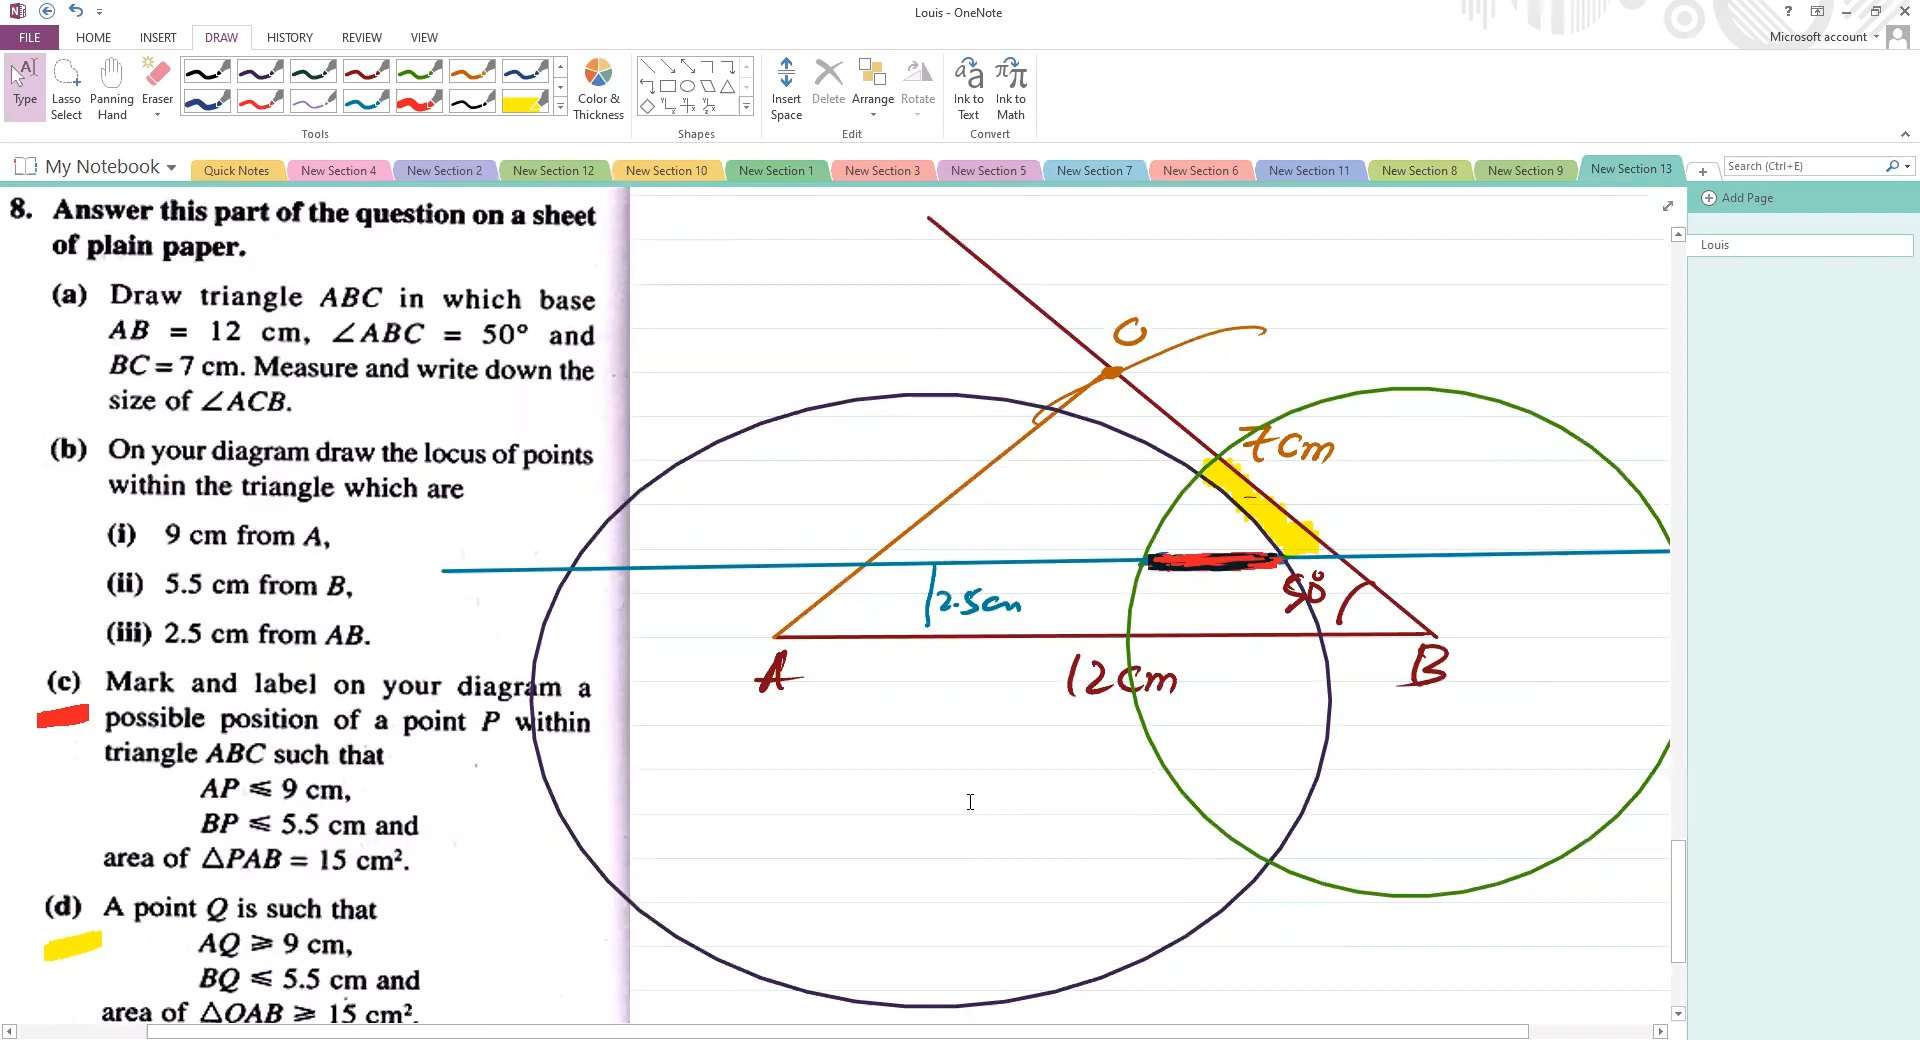 Louis - OneNote
?
FILE HOME INSERT DRAW HISTORY REVIEW VIEW
Microsoft account
Type
Lasso Select
Panning Hand
Eraser
Color & Thickness
Insert Space
Delete
Arrange
Rotate
Ink to Text
Ink to Math
Tools
Shapes
Edit
Convert
My Notebook
Quick Notes New Section 4 New Section 2 New Section 12 New Section 10 New Section 1 New Section 3 New Section 5 New Section 7 New Section 6 New Section 11 New Section 8 New Section 9 New Section 13
Search (Ctrl+E)
Add Page
Louis
8. Answer this part of the question on a sheet
of plain paper.
(a) Draw triangle ABC in which base
AB = 12 cm, ∠ABC = 50° and
BC = 7 cm. Measure and write down the
size of ∠ACB.
(b) On your diagram draw the locus of points
within the triangle which are
(i) 9 cm from A,
(ii) 5.5 cm from B,
(iii) 2.5 cm from AB.
(c) Mark and label on your diagram a
possible position of a point P within
triangle ABC such that
AP ⩽ 9 cm,
BP ⩽ 5.5 cm and
area of △PAB = 15 cm².
(d) A point Q is such that
AQ ⩾ 9 cm,
BQ ⩽ 5.5 cm and
area of △QAB ⩾ 15 cm².
C
7cm
50°
2.5cm
A
12cm
B